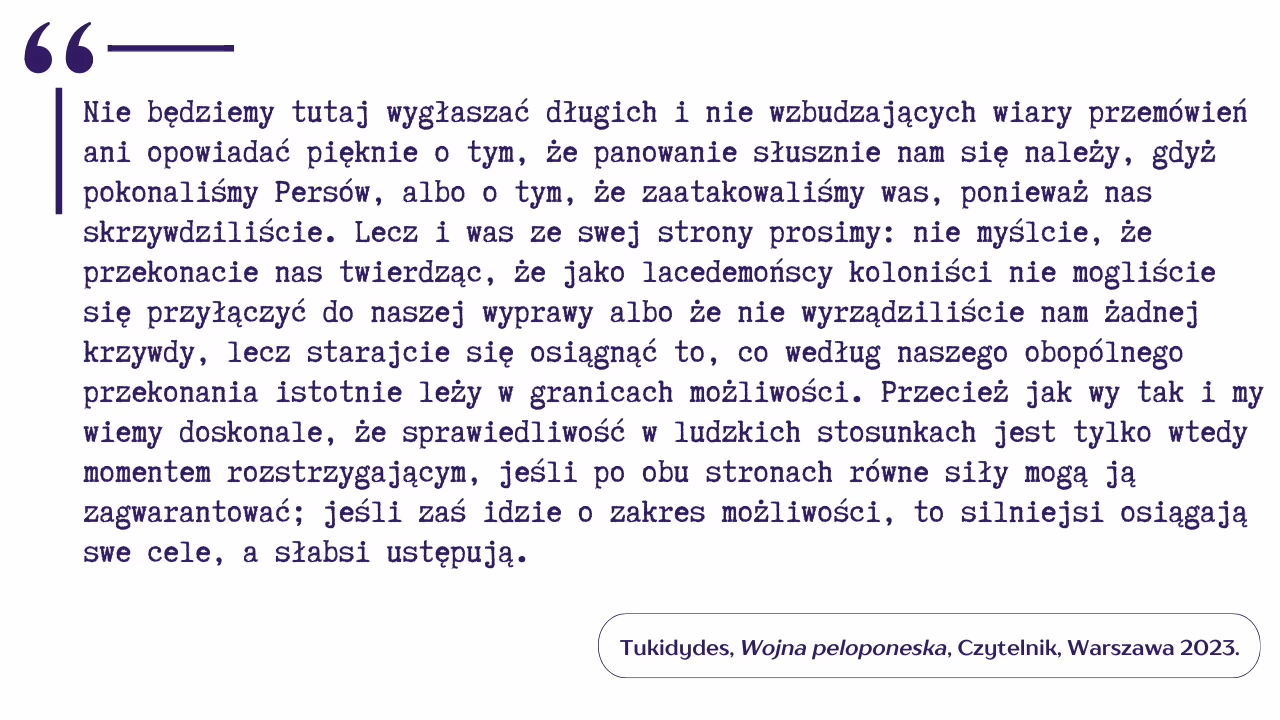 Nie będziemy tutaj wygłaszać długich i nie wzbudzających wiary przemówień
ani opowiadać pięknie o tym, że panowanie słusznie nam się należy, gdyż
pokonaliśmy Persów, albo o tym, że zaatakowaliśmy was, ponieważ nas
skrzywdziliście. Lecz i was ze swej strony prosimy: nie myślcie, że
przekonacie nas twierdząc, że jako lacedemońscy koloniści nie mogliście
się przyłączyć do naszej wyprawy albo że nie wyrządziliście nam żadnej
krzywdy, lecz starajcie się osiągnąć to, co według naszego obopólnego
przekonania istotnie leży w granicach możliwości. Przecież jak wy tak i my
wiemy doskonale, że sprawiedliwość w ludzkich stosunkach jest tylko wtedy
momentem rozstrzygającym, jeśli po obu stronach równe siły mogą ją
zagwarantować; jeśli zaś idzie o zakres możliwości, to silniejsi osiągają
swe cele, a słabsi ustępują.
Tukidydes, Wojna peloponeska, Czytelnik, Warszawa 2023.